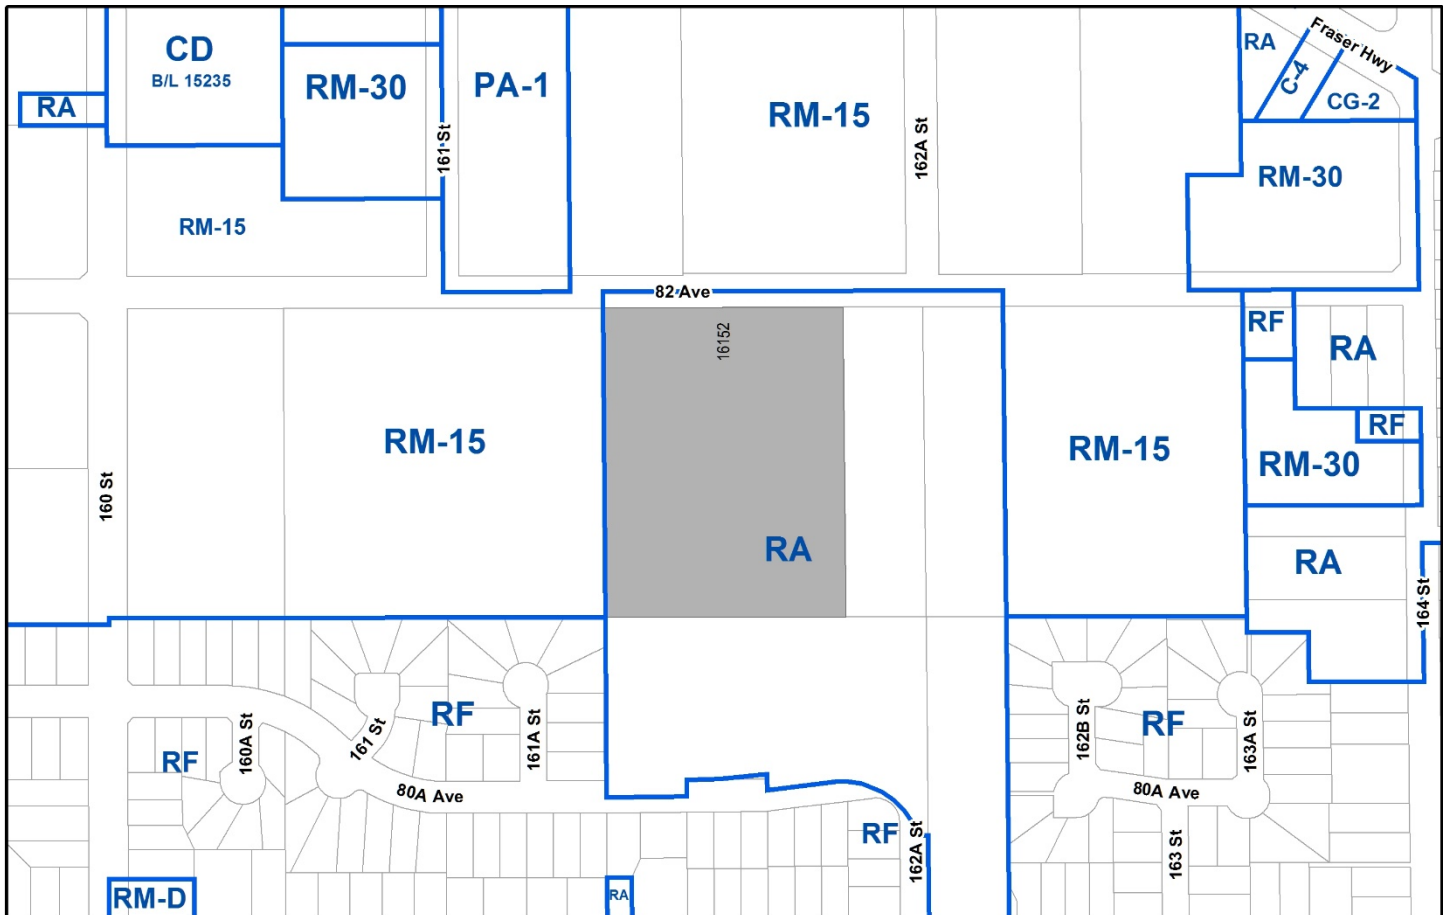 CD
B/L 15235
RA
RM-30
PA-1
RM-15
RA
C-4
CG-2
Fraser Hwy
161 St
162A St
RM-30
RM-15
82 Ave
16152
RF
RA
RM-15
RM-15
RF
RM-30
160 St
RA
RA
164 St
RF
161 St
161A St
160A St
RF
80A Ave
162B St
RF
163A St
80A Ave
RF
162A St
163 St
RM-D
RA